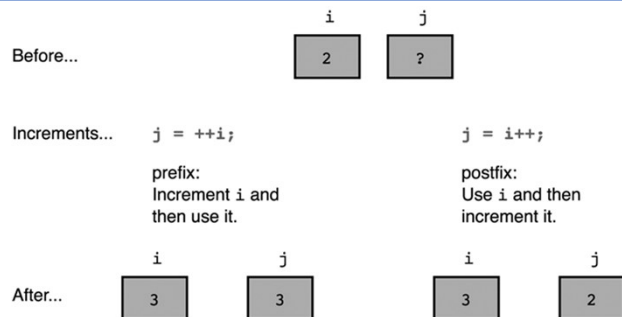 i j
Before... 2 ?
Increments... j = ++i; j = i++;
prefix: postfix:
Increment i and Use i and then
then use it. increment it.
i j i j
After... 3 3 3 2